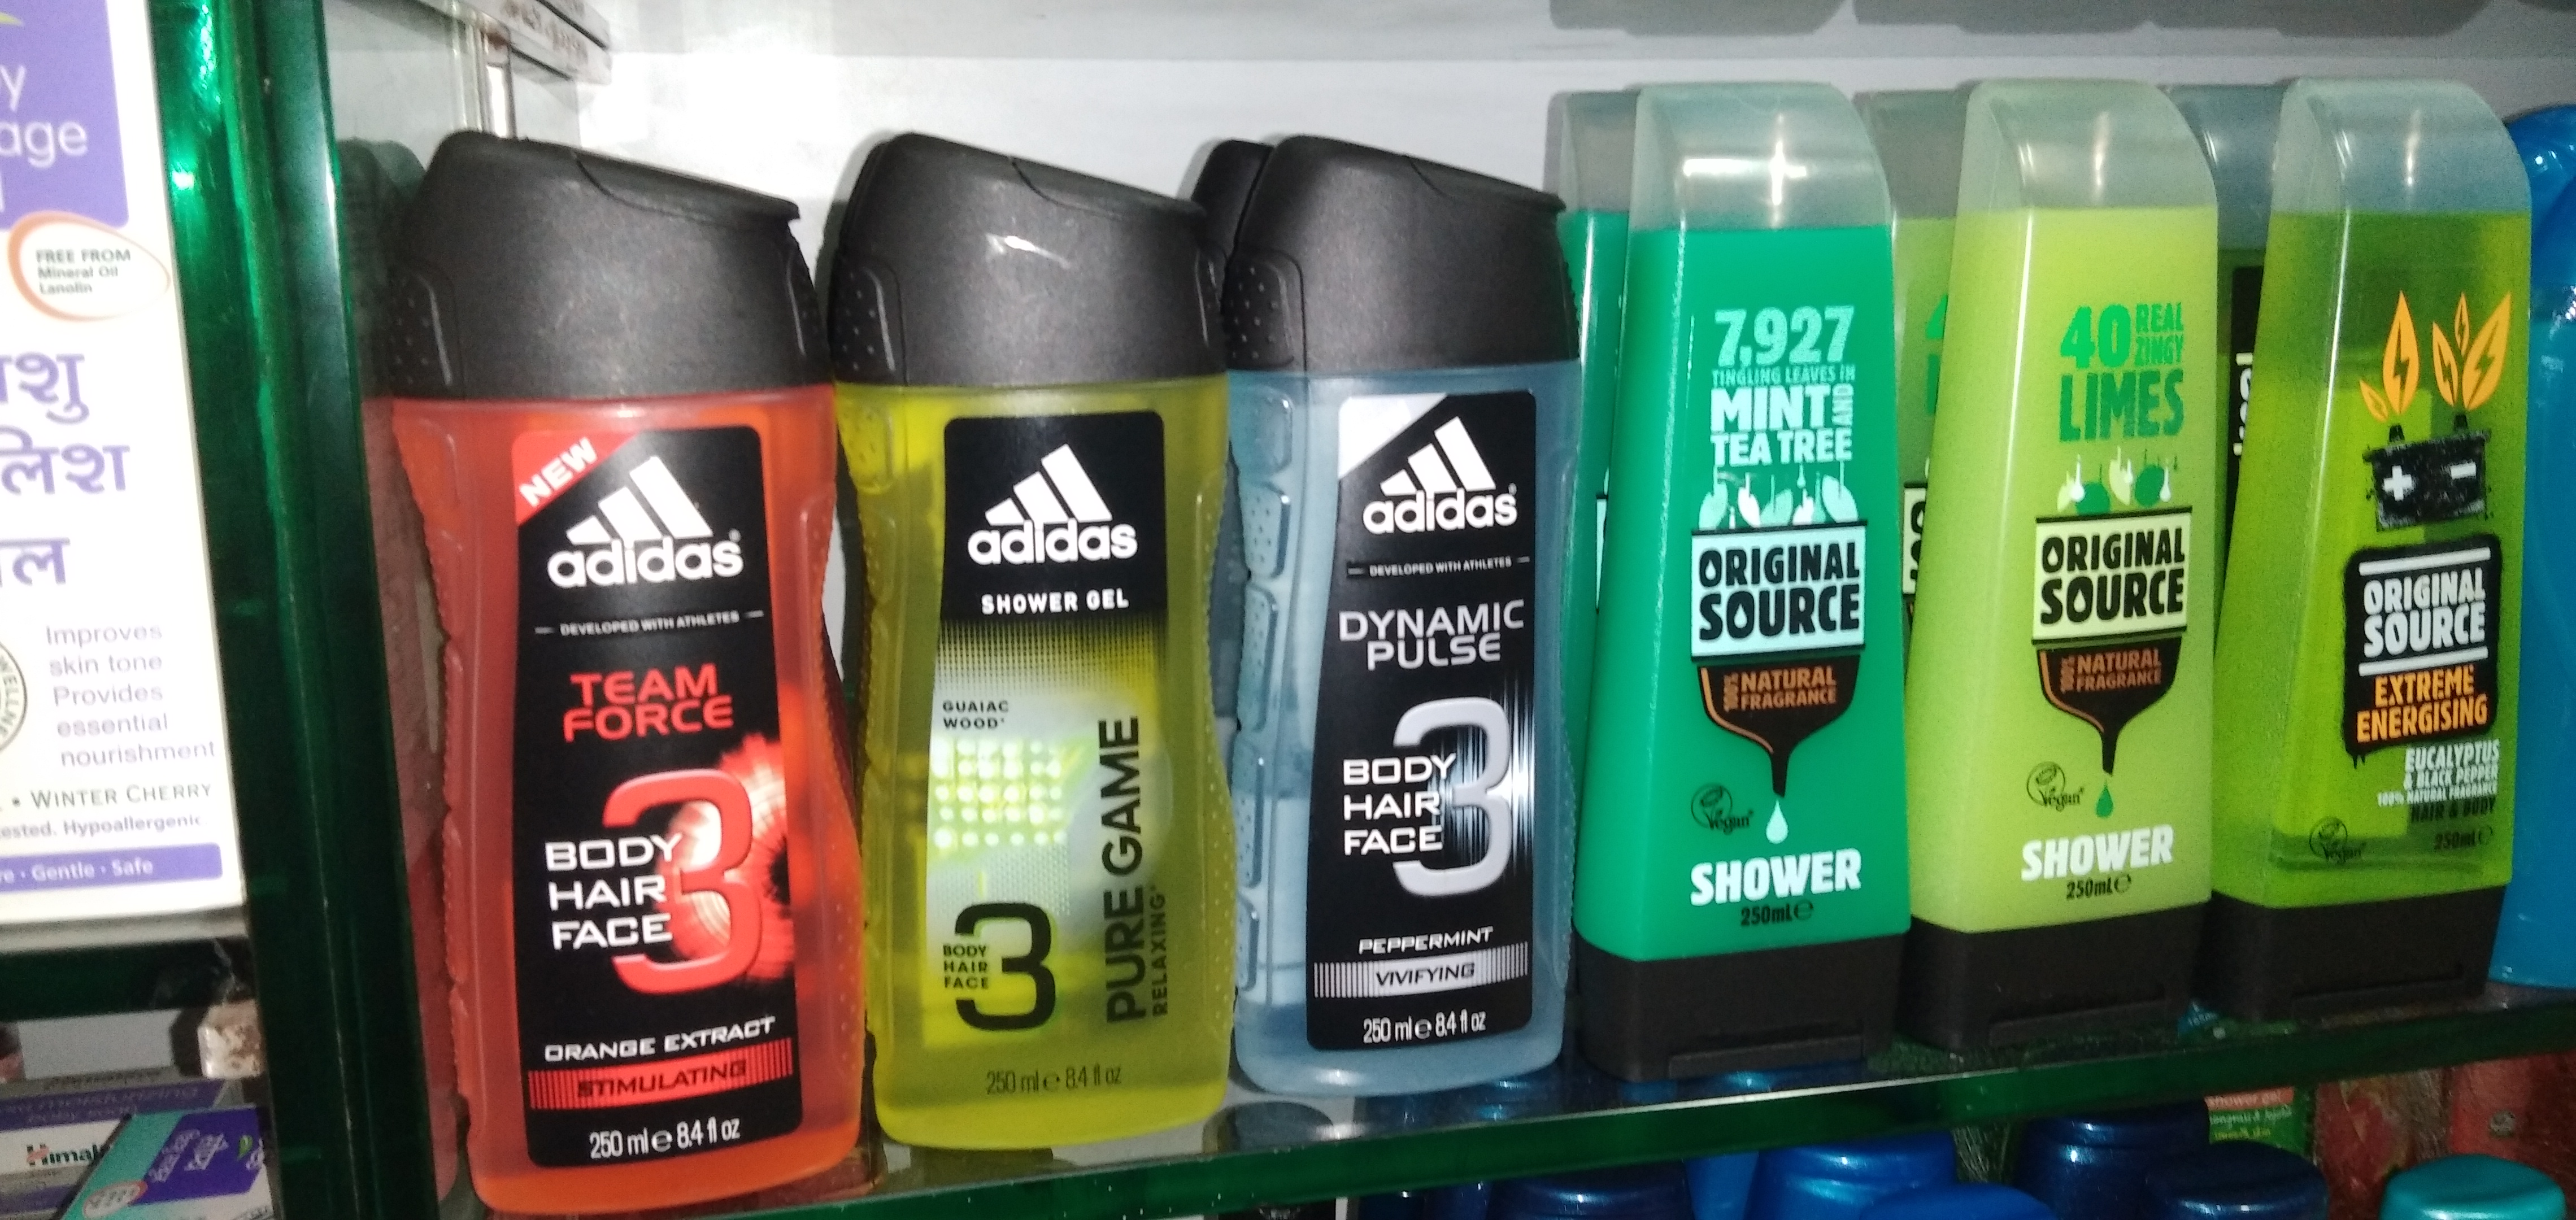 FREE FROM
Mineral Oil
Lanolin
Improves
skin tone
Provides
essential
nourishment
• WINTER CHERRY
Hypoallergenic
• Gentle • Safe
NEW
adidas
DEVELOPED WITH ATHLETES
TEAM
FORCE
3
BODY
HAIR
FACE
ORANGE EXTRACT
STIMULATING
250 ml e 8.4 fl oz
adidas
SHOWER GEL
GUAIAC
WOOD*
PURE GAME
RELAXING*
BODY
HAIR
FACE
3
250 ml e 8.4 fl oz
adidas
DEVELOPED WITH ATHLETES
DYNAMIC
PULSE
3
BODY
HAIR
FACE
PEPPERMINT
VIVIFYING
250 ml e 8.4 fl oz
7,927
TINGLING LEAVES IN
MINT AND
TEA TREE
ORIGINAL
SOURCE
100% NATURAL
FRAGRANCE
Vegan
SHOWER
250mL e
40 REAL
ZINGY
LIMES
ORIGINAL
SOURCE
100% NATURAL
FRAGRANCE
Vegan
SHOWER
250mL e
+ −
ORIGINAL
SOURCE
EXTREME
ENERGISING
EUCALYPTUS
& BLACK PEPPER
100% NATURAL FRAGRANCE
HAIR & BODY
Vegan
250mL e
shower gel